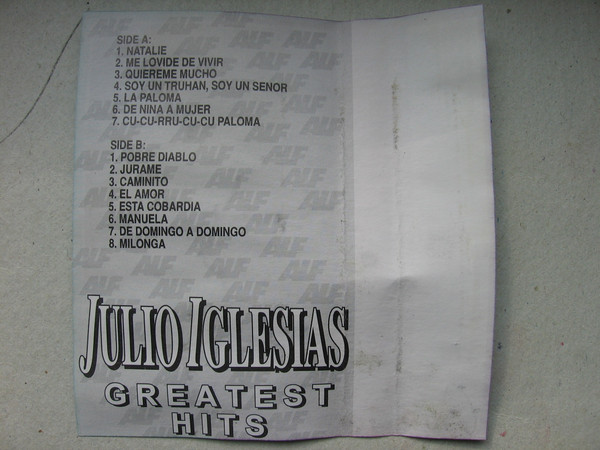 SIDE A:
1. NATALIE
2. ME LOVIDE DE VIVIR
3. QUIEREME MUCHO
4. SOY UN TRUHAN, SOY UN SENOR
5. LA PALOMA
6. DE NINA A MUJER
7. CU-CU-RRU-CU-CU PALOMA
SIDE B:
1. POBRE DIABLO
2. JURAME
3. CAMINITO
4. EL AMOR
5. ESTA COBARDIA
6. MANUELA
7. DE DOMINGO A DOMINGO
8. MILONGA
JULIO IGLESIAS
GREATEST
HITS